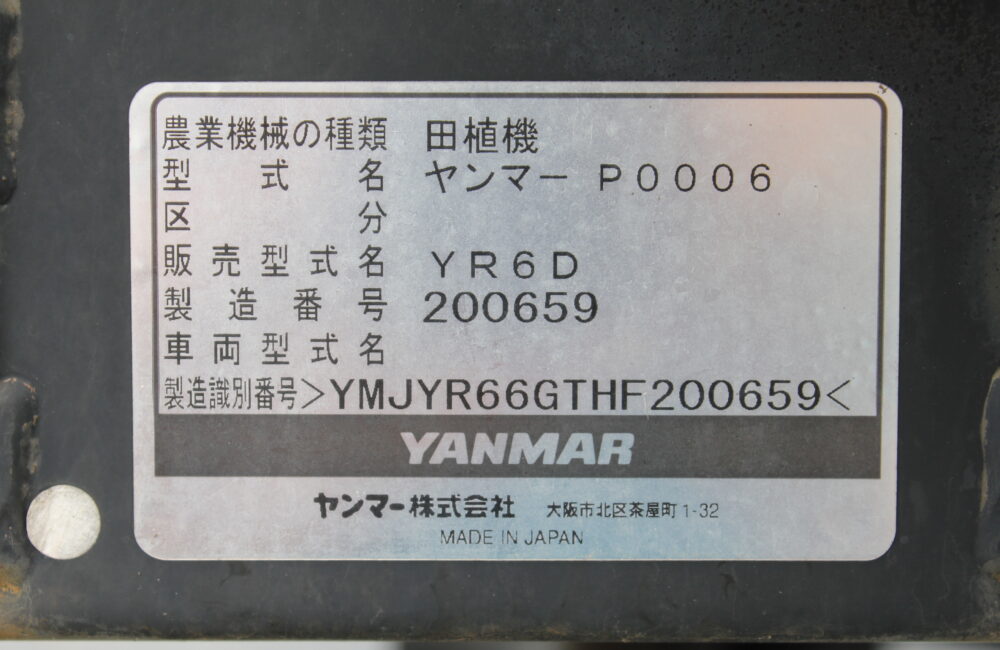 農業機械の種類 田植機
型式名 ヤンマー P0006
区分
販売型式名 YR6D
製造番号 200659
車両型式名
製造識別番号>YMJYR66GTHF200659<
YANMAR
ヤンマー株式会社 大阪市北区茶屋町1-32
MADE IN JAPAN